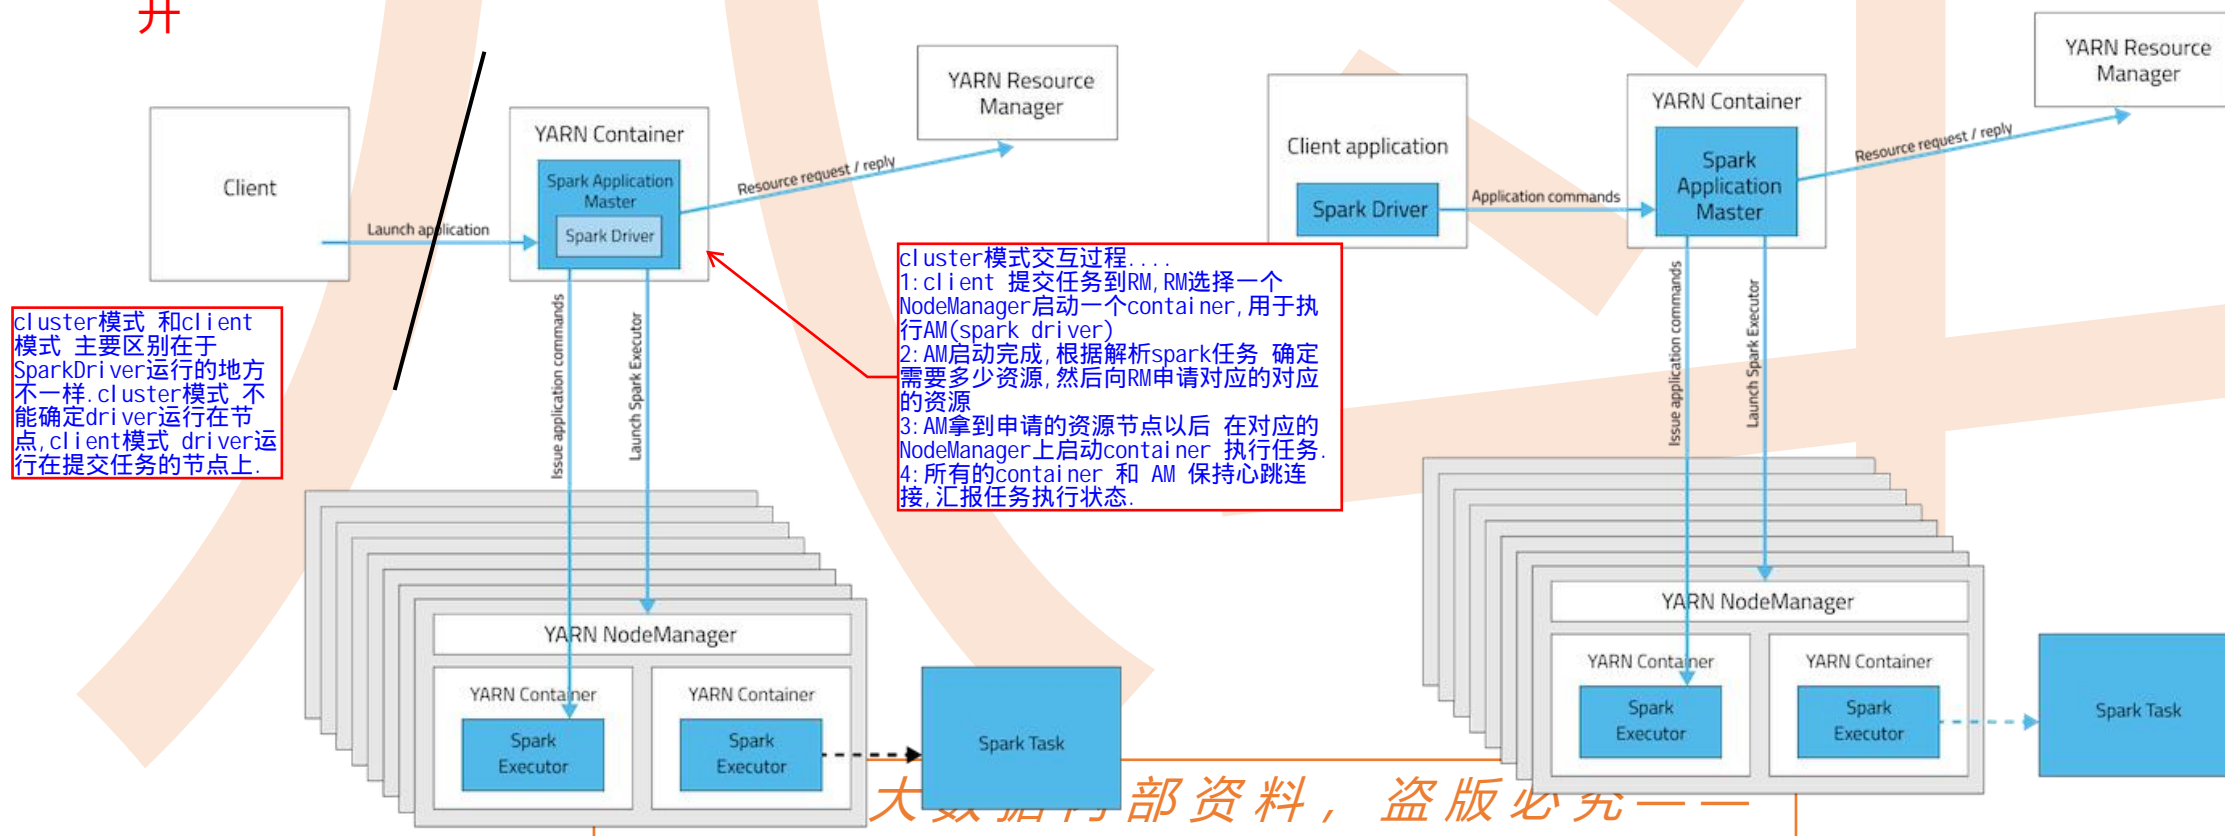 升
Client
Launch application
YARN Container
Spark Application
Master
Spark Driver
Resource request / reply
YARN Resource
Manager
Issue application commands
Launch Spark Executor
cluster模式 和client
模式 主要区别在于
SparkDriver运行的地方
不一样.cluster模式 不
能确定driver运行在节
点,client模式 driver运
行在提交任务的节点上.
YARN NodeManager
YARN Container
Spark
Executor
YARN Container
Spark
Executor
Spark Task
cluster模式交互过程....
1:client 提交任务到RM,RM选择一个
NodeManager启动一个container,用于执
行AM(spark driver)
2:AM启动完成,根据解析spark任务 确定
需要多少资源,然后向RM申请对应的对应
的资源
3:AM拿到申请的资源节点以后 在对应的
NodeManager上启动container 执行任务.
4:所有的container 和 AM 保持心跳连
接,汇报任务执行状态.
Client application
Spark Driver
Application commands
YARN Container
Spark
Application
Master
Resource request / reply
YARN Resource
Manager
Issue application commands
Launch Spark Executor
YARN NodeManager
YARN Container
Spark
Executor
YARN Container
Spark
Executor
Spark Task
大数据内部资料，盗版必究——